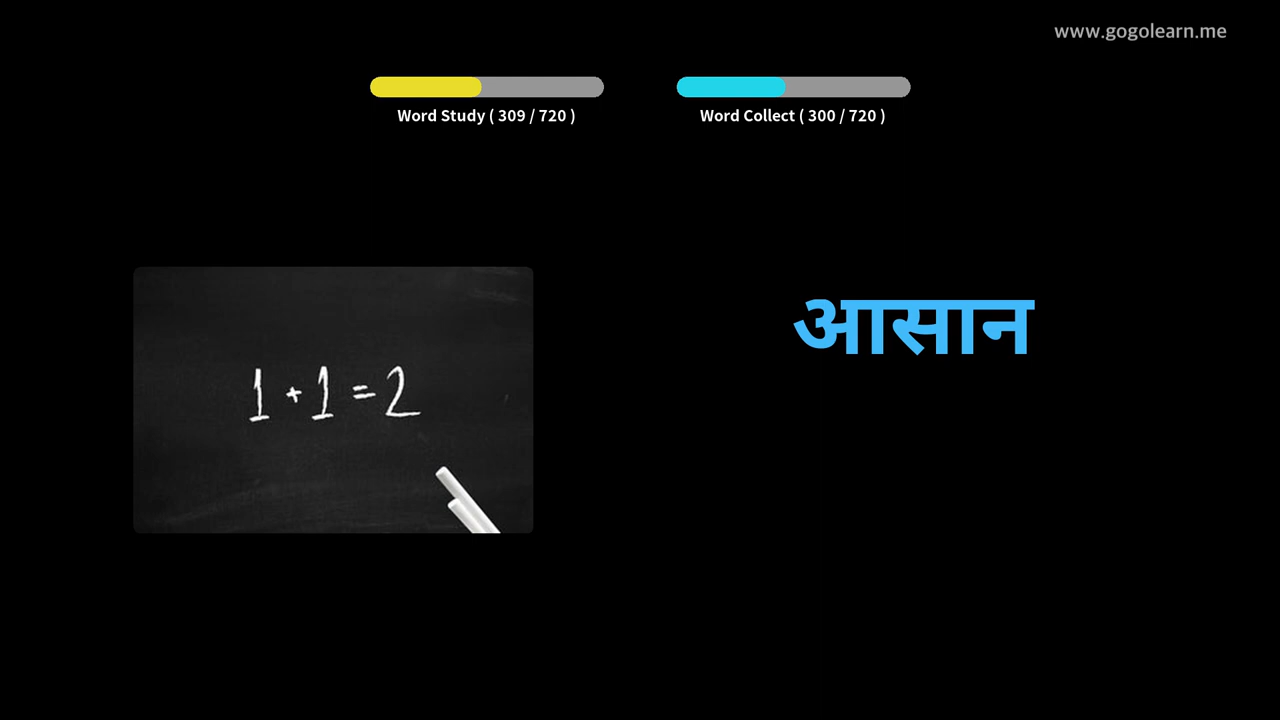 www.gogolearn.me
Word Study ( 309 / 720 )
Word Collect ( 300 / 720 )
आसान
1 + 1 = 2